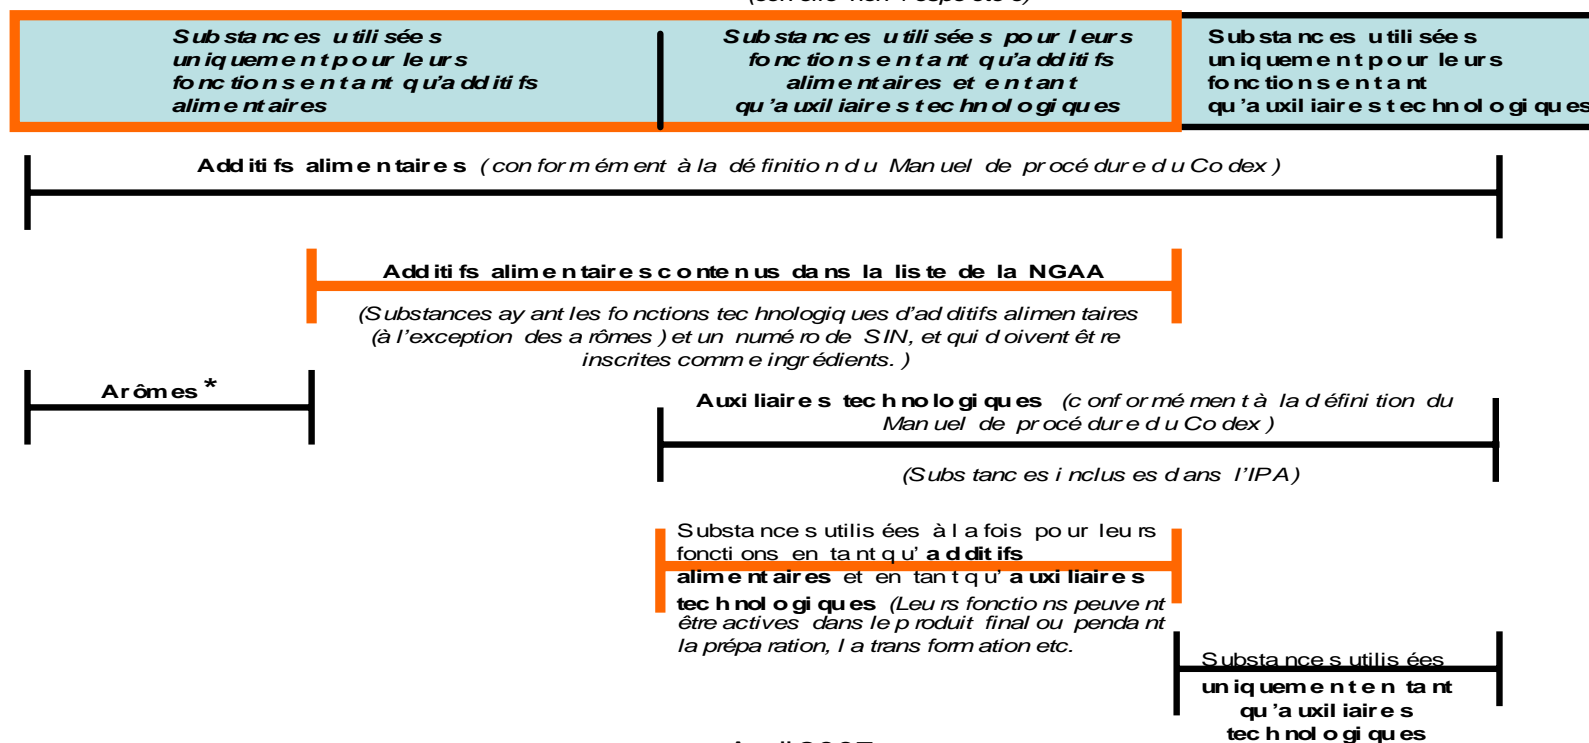 Substances utilisées
uniquement pour leurs
fonctions en tant qu'additifs
alimentaires
Substances utilisées pour leurs
fonctions en tant qu'additifs
alimentaires et en tant
qu'auxiliaires technologiques
Substances utilisées
uniquement pour leurs
fonctions en tant
qu'auxiliaires technologiques
Additifs alimentaires (conformément à la définition du Manuel de procédure du Codex)
Additifs alimentaires contenus dans la liste de la NGAA
(Substances ayant les fonctions technologiques d'additifs alimentaires
(à l'exception des arômes) et un numéro de SIN, et qui doivent être
inscrites comme ingrédients.)
Arômes*
Auxiliaires technologiques (conformément à la définition du
Manuel de procédure du Codex)
(Substances incluses dans l'IPA)
Substances utilisées à la fois pour leurs
fonctions en tant qu'additifs
alimentaires et en tant qu'auxiliaires
technologiques (Leurs fonctions peuvent
être actives dans le produit final ou pendant
la préparation, la transformation etc.
Substances utilisées
uniquement en tant
qu'auxiliaires
technologiques